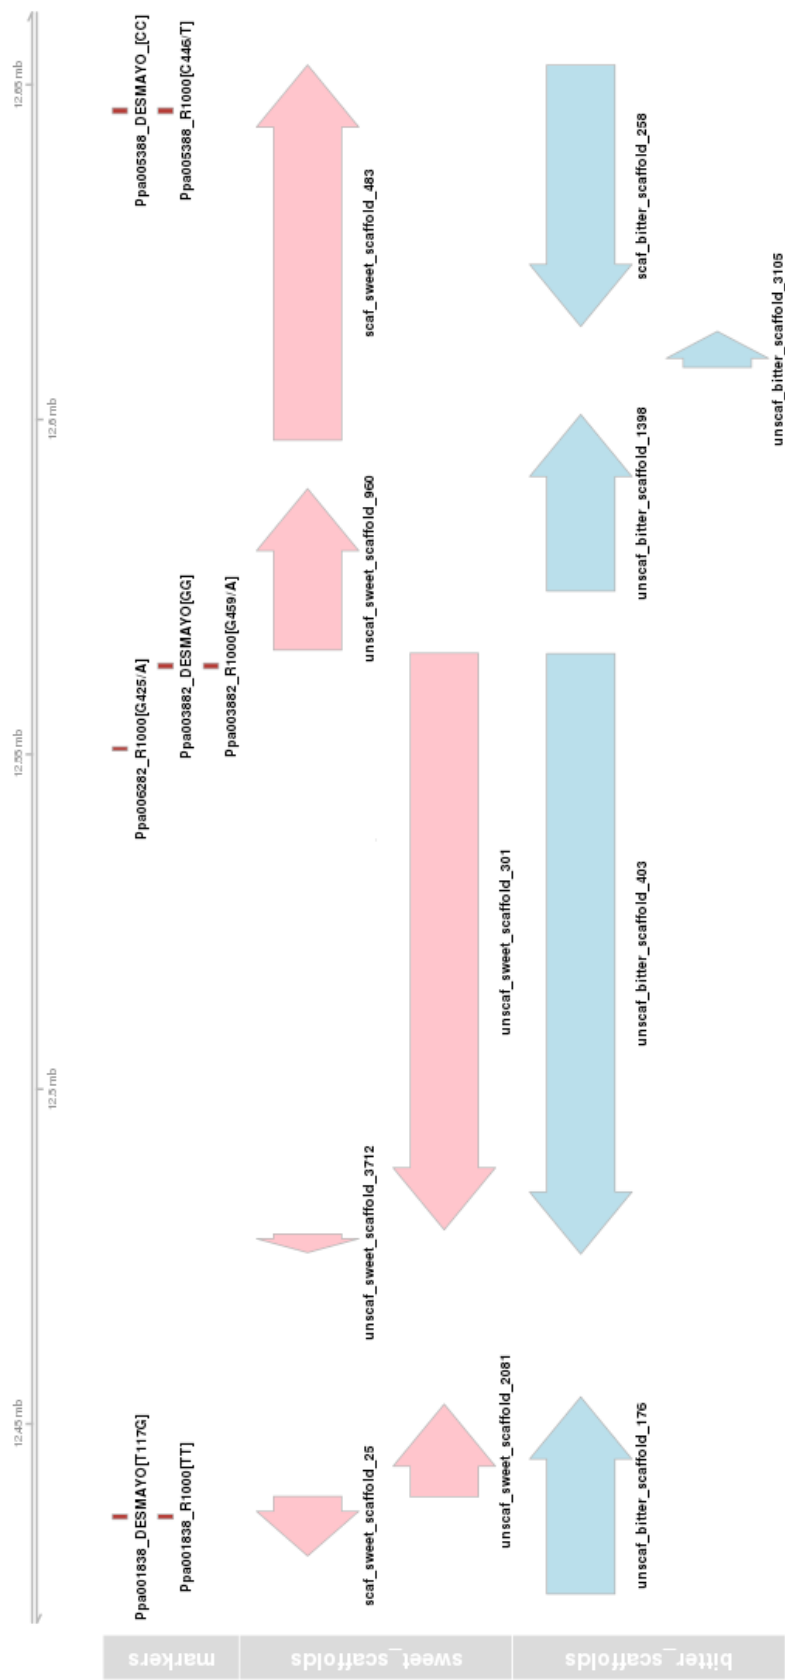 12.45 mb
12.5 mb
12.55 mb
12.6 mb
12.65 mb
markers
Ppa001838_DESMAYO[T117G]
Ppa001838_R1000[TT]
Ppa006282_R1000[G425/A]
Ppa003882_DESMAYO[GG]
Ppa003882_R1000[G459/A]
Ppa005388_DESMAYO_[CC]
Ppa005388_R1000[C446/T]
sweet_scaffolds
scaf_sweet_scaffold_25
unscaf_sweet_scaffold_3712
unscaf_sweet_scaffold_960
scaf_sweet_scaffold_483
unscaf_sweet_scaffold_2081
unscaf_sweet_scaffold_301
bitter_scaffolds
unscaf_bitter_scaffold_176
unscaf_bitter_scaffold_403
unscaf_bitter_scaffold_1398
scaf_bitter_scaffold_258
unscaf_bitter_scaffold_3105